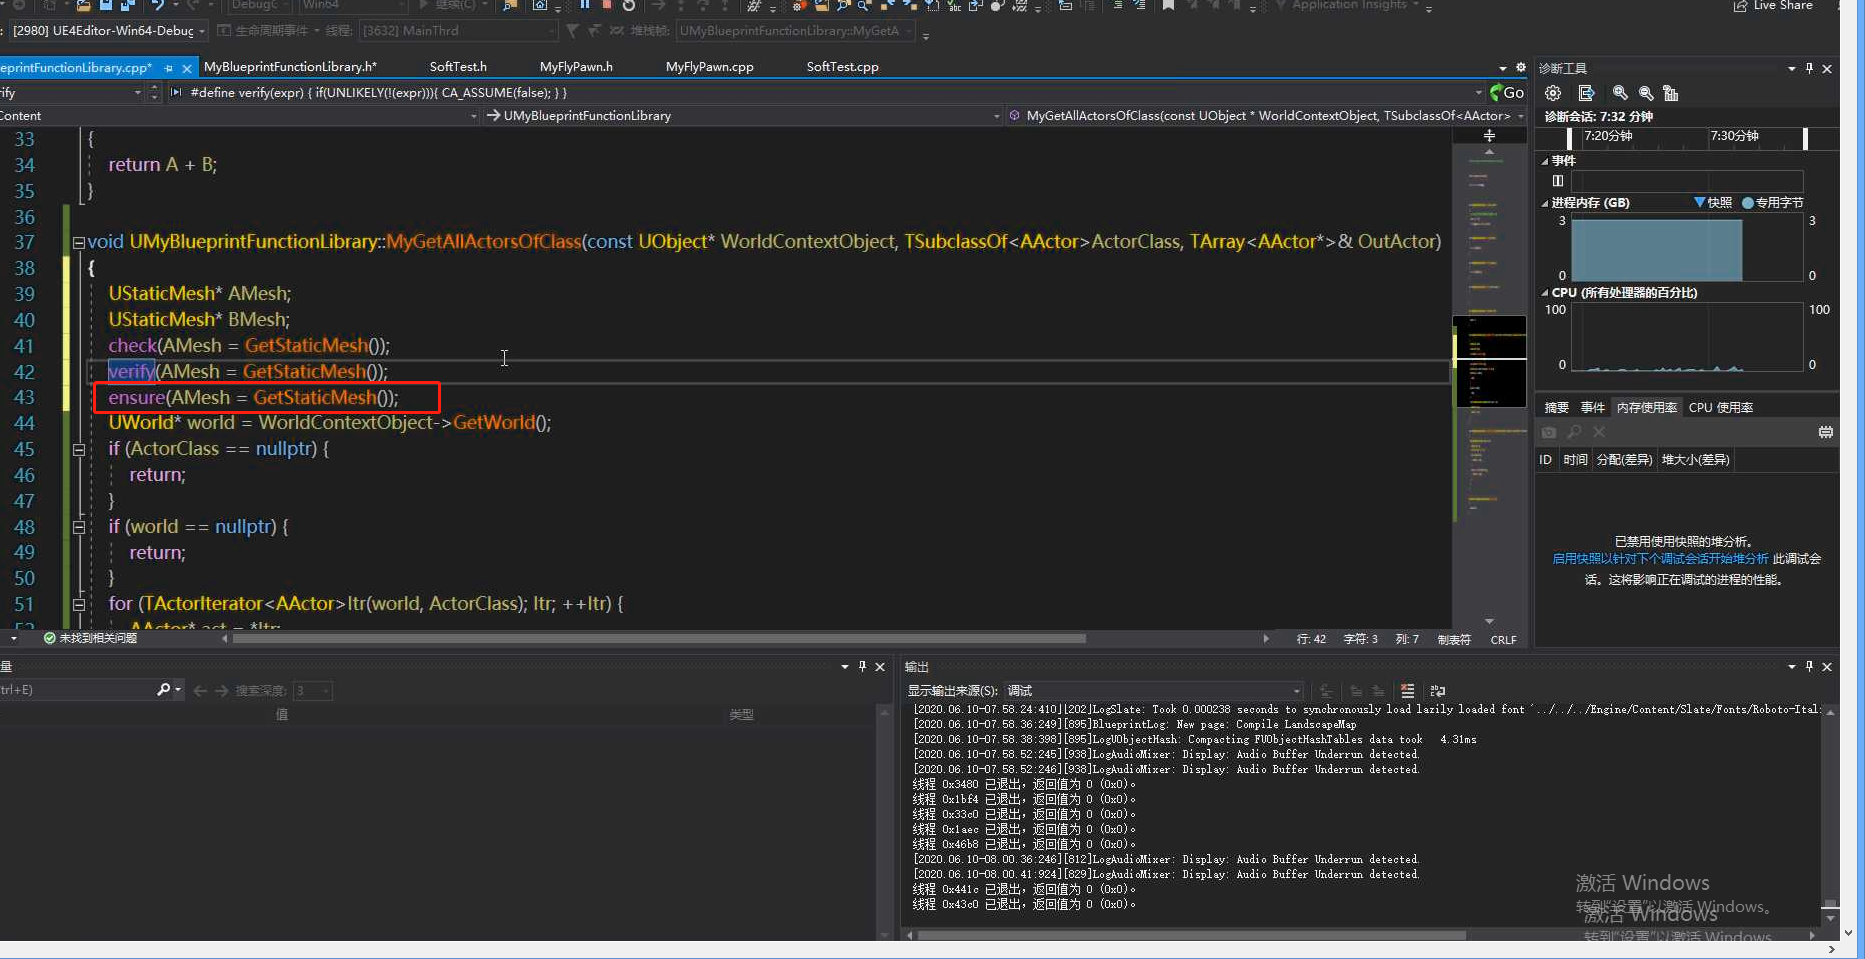 DebugC
Win64
继续(C)
Application Insights
Live Share
[2980] UE4Editor-Win64-Debug
生命周期事件
线程:
[3632] MainThrd
堆栈帧:
UMyBlueprintFunctionLibrary::MyGetA
eprintFunctionLibrary.cpp*
MyBlueprintFunctionLibrary.h*
SoftTest.h
MyFlyPawn.h
MyFlyPawn.cpp
SoftTest.cpp
ify
#define verify(expr) { if(UNLIKELY(!(expr))){ CA_ASSUME(false); } }
Go
Content
UMyBlueprintFunctionLibrary
MyGetAllActorsOfClass(const UObject * WorldContextObject, TSubclassOf<AActor>
33 {
34 return A + B;
35 }
36
37 void UMyBlueprintFunctionLibrary::MyGetAllActorsOfClass(const UObject* WorldContextObject, TSubclassOf<AActor>ActorClass, TArray<AActor*>& OutActor)
38 {
39 UStaticMesh* AMesh;
40 UStaticMesh* BMesh;
41 check(AMesh = GetStaticMesh());
42 verify(AMesh = GetStaticMesh());
43 ensure(AMesh = GetStaticMesh());
44 UWorld* world = WorldContextObject->GetWorld();
45 if (ActorClass == nullptr) {
46 return;
47 }
48 if (world == nullptr) {
49 return;
50 }
51 for (TActorIterator<AActor>Itr(world, ActorClass); Itr; ++Itr) {
52 AActor* act = *Itr;
未找到相关问题
行: 42
字符: 3
列: 7
制表符
CRLF
诊断工具
诊断会话: 7:32 分钟
7:20分钟
7:30分钟
事件
进程内存 (GB)
快照
专用字节
3
3
0
0
CPU (所有处理器的百分比)
100
100
0
0
摘要
事件
内存使用率
CPU 使用率
ID
时间
分配(差异)
堆大小(差异)
已禁用使用快照的堆分析。
启用快照以针对下个调试会话开始堆分析 此调试会
话。这将影响正在调试的进程的性能。
量
trl+E)
搜索深度:
3
值
类型
输出
显示输出来源(S):
调试
[2020.06.10-07.58.24:410][202]LogSlate: Took 0.000238 seconds to synchronously load lazily loaded font '../../../Engine/Content/Slate/Fonts/Roboto-Ital
[2020.06.10-07.58.36:249][895]BlueprintLog: New page: Compile LandscapeMap
[2020.06.10-07.58.38:398][895]LogUObjectHash: Compacting FUObjectHashTables data took 4.31ms
[2020.06.10-07.58.52:245][938]LogAudioMixer: Display: Audio Buffer Underrun detected.
[2020.06.10-07.58.52:246][938]LogAudioMixer: Display: Audio Buffer Underrun detected.
线程 0x3480 已退出，返回值为 0 (0x0)。
线程 0x1bf4 已退出，返回值为 0 (0x0)。
线程 0x33c0 已退出，返回值为 0 (0x0)。
线程 0x1aec 已退出，返回值为 0 (0x0)。
线程 0x46b8 已退出，返回值为 0 (0x0)。
[2020.06.10-08.00.36:246][812]LogAudioMixer: Display: Audio Buffer Underrun detected.
[2020.06.10-08.00.41:924][829]LogAudioMixer: Display: Audio Buffer Underrun detected.
线程 0x441c 已退出，返回值为 0 (0x0)。
线程 0x43c0 已退出，返回值为 0 (0x0)。
激活 Windows
转到“设置”以激活 Windows。
激活 Windows
转到“设置”以激活 Windows。